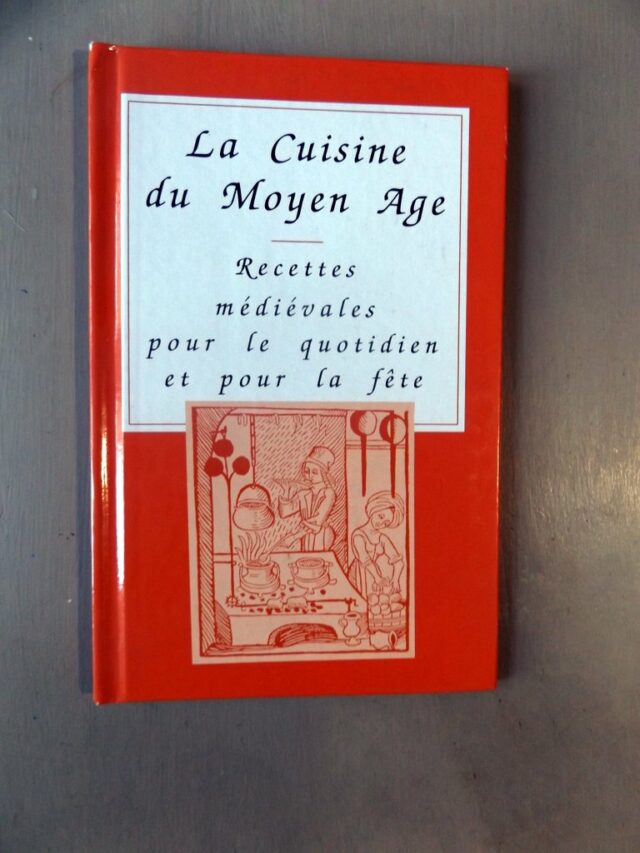 La Cuisine
du Moyen Age
Recettes
médiévales
pour le quotidien
et pour la fête